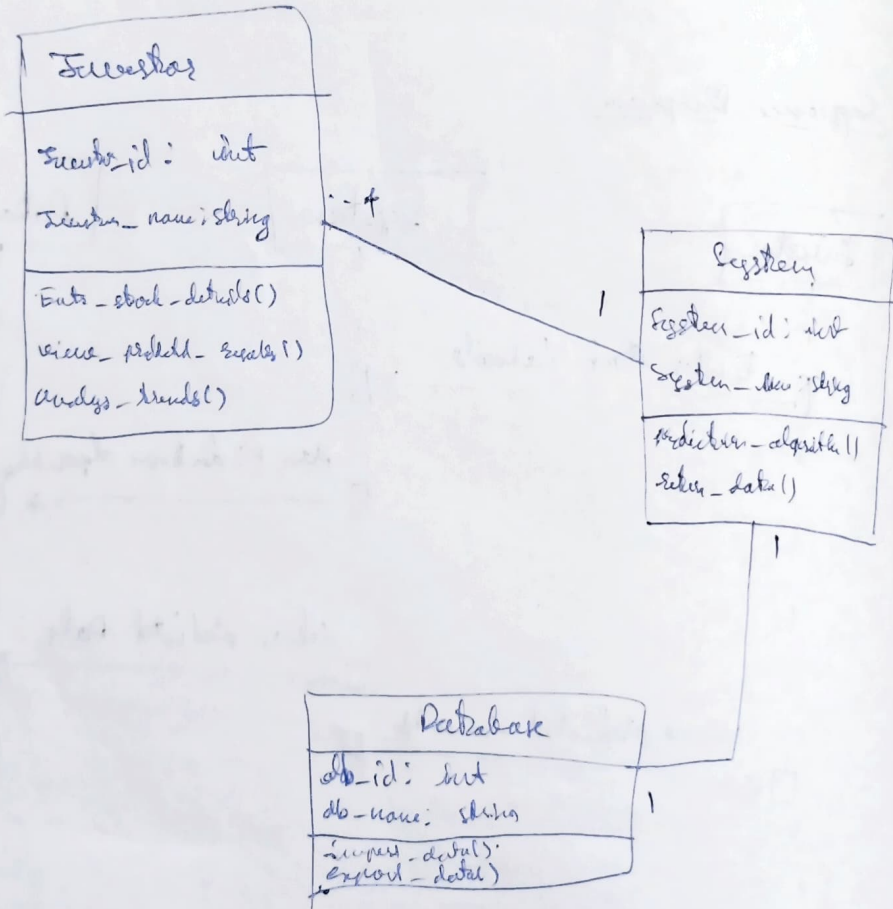 Investor
Investor_id: int
Investor_name: string
Enter_stock_details()
view_predicted_results()
analys_trends()
1..*
1
System
System_id: int
System_name: string
prediction_algorithm()
return_data()
1
Database
db_id: int
db_name: string
1
import_data()
export_data()